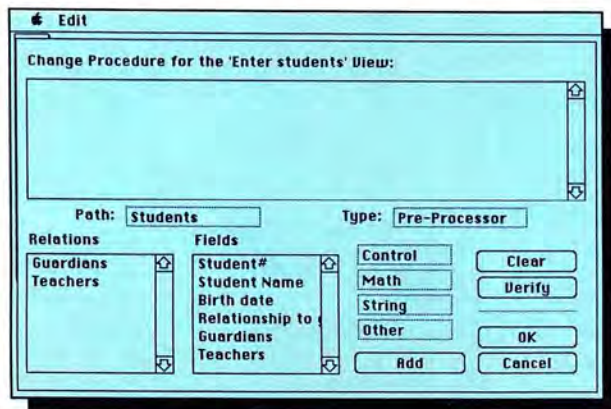 Edit
Change Procedure for the 'Enter students' View:
Path: Students
Type: Pre-Processor
Relations
Guardians
Teachers
Fields
Student#
Student Name
Birth date
Relationship to
Guardians
Teachers
Control
Math
String
Other
Add
Clear
Verify
OK
Cancel